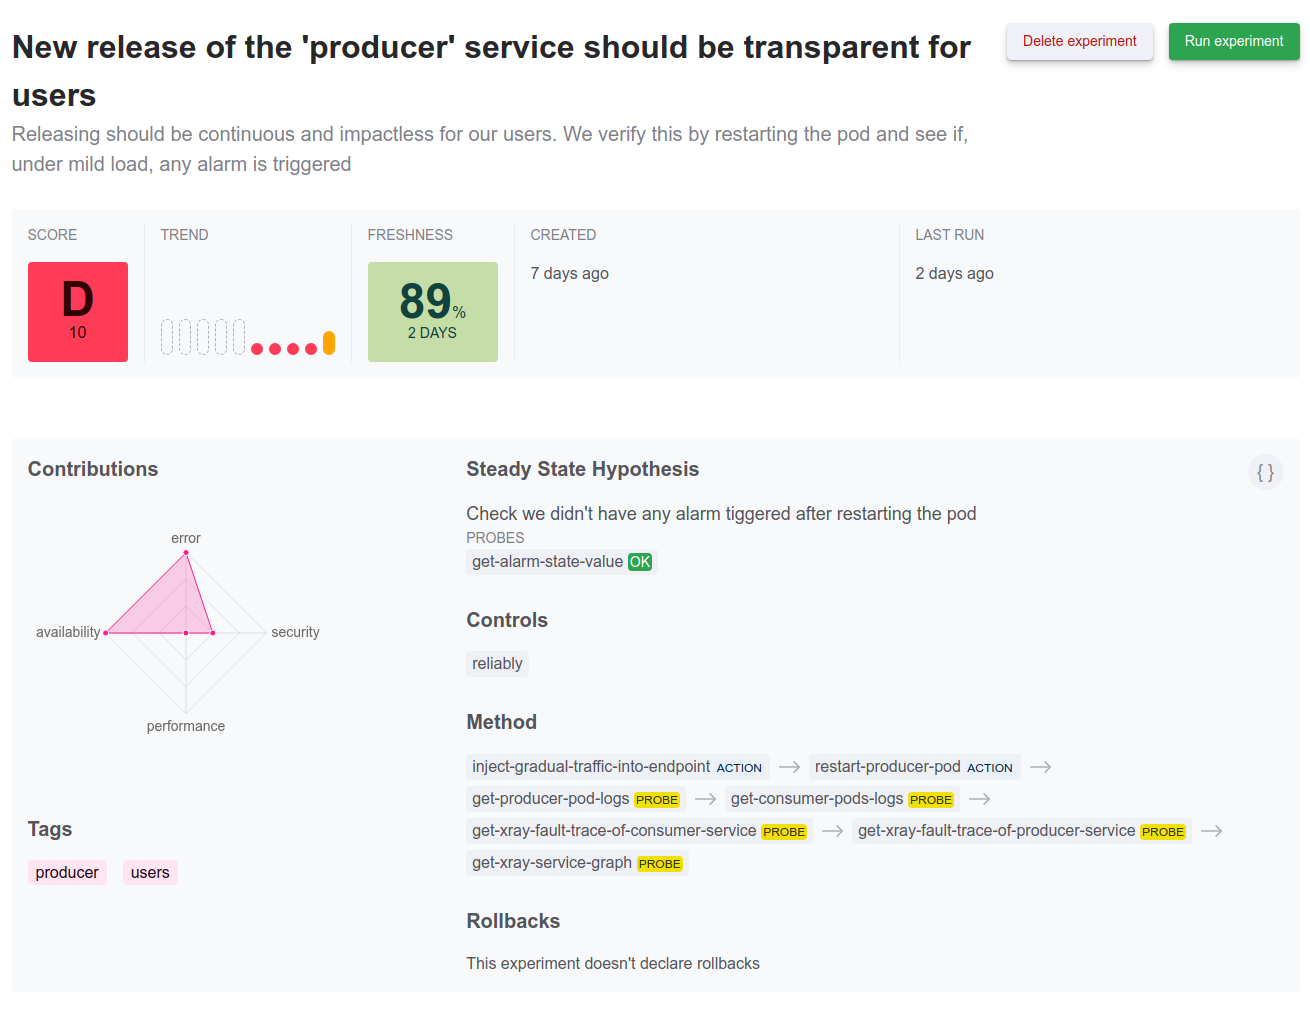 New release of the 'producer' service should be transparent for
users
Delete experiment
Run experiment
Releasing should be continuous and impactless for our users. We verify this by restarting the pod and see if,
under mild load, any alarm is triggered
SCORE
D
10
TREND
FRESHNESS
89%
2 DAYS
CREATED
7 days ago
LAST RUN
2 days ago
Contributions
error
availability
security
performance
Tags
producer users
Steady State Hypothesis
{ }
Check we didn't have any alarm tiggered after restarting the pod
PROBES
get-alarm-state-value OK
Controls
reliably
Method
inject-gradual-traffic-into-endpoint ACTION → restart-producer-pod ACTION →
get-producer-pod-logs PROBE → get-consumer-pods-logs PROBE →
get-xray-fault-trace-of-consumer-service PROBE → get-xray-fault-trace-of-producer-service PROBE →
get-xray-service-graph PROBE
Rollbacks
This experiment doesn't declare rollbacks